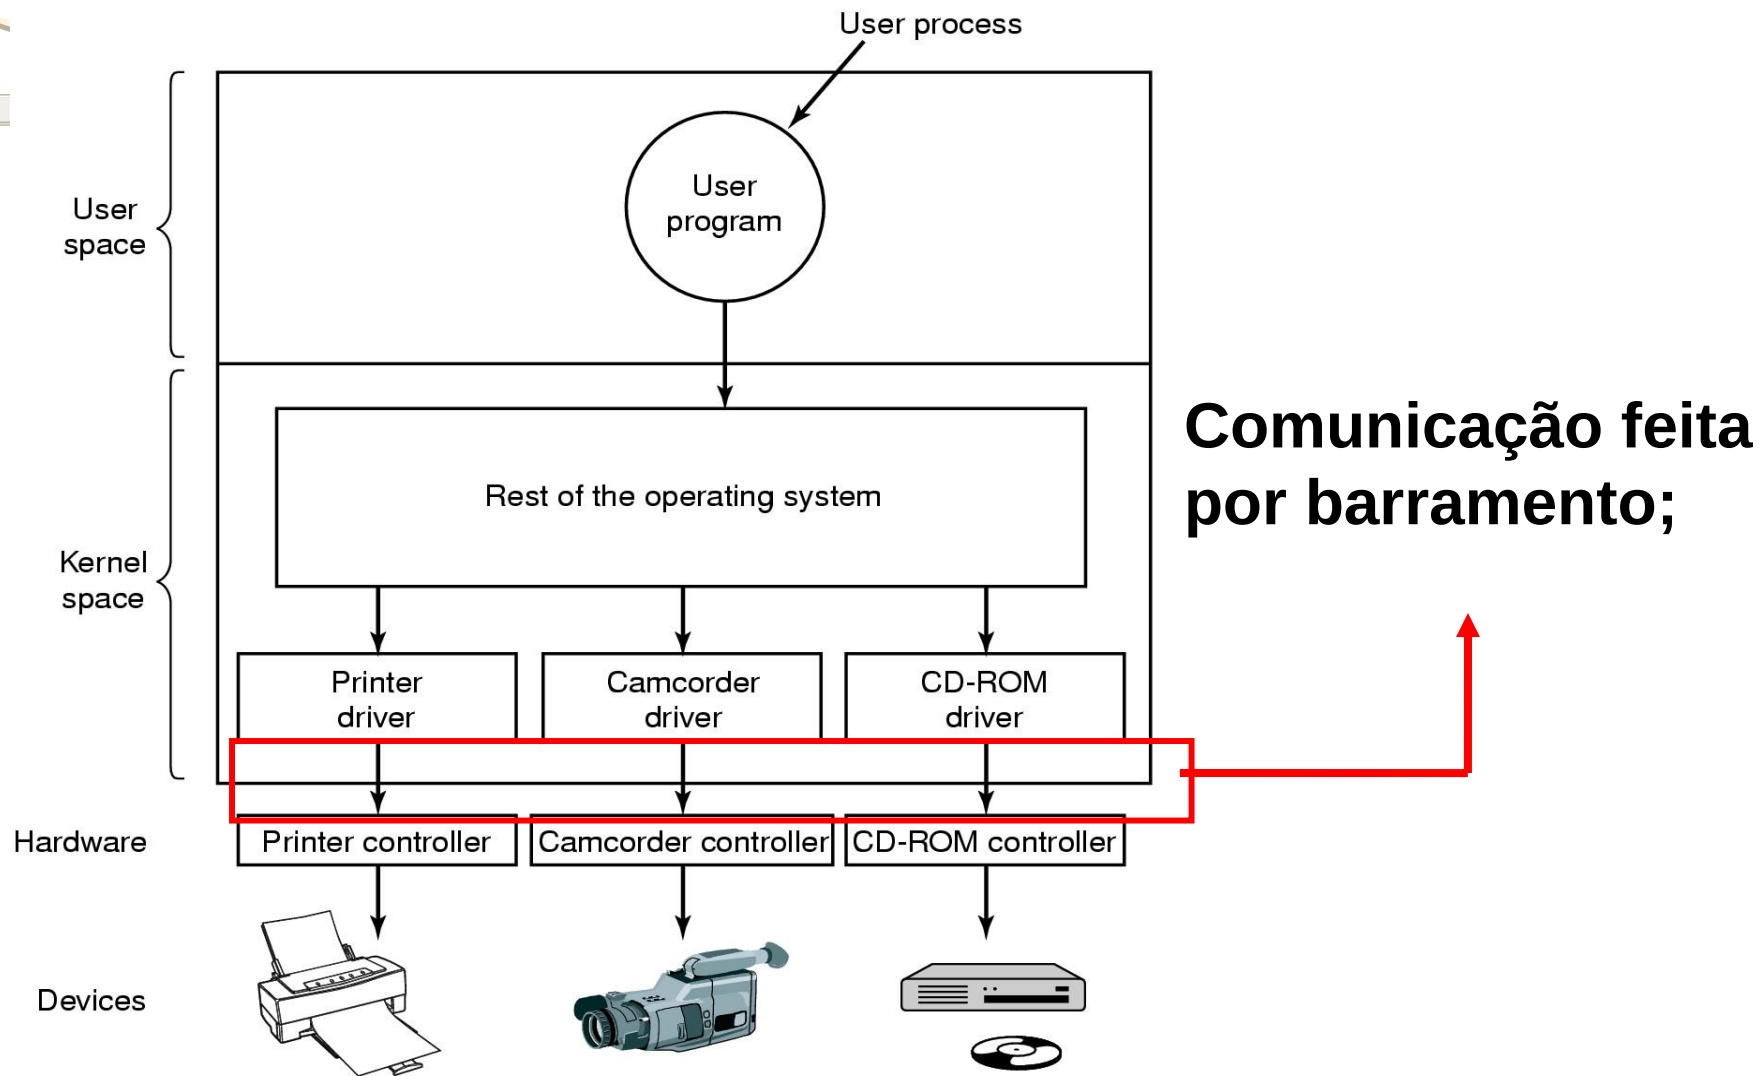 User process
User
program
User
space
Comunicação feita
por barramento;
Rest of the operating system
Kernel
space
Printer
driver
Camcorder
driver
CD-ROM
driver
Hardware
Printer controller
Camcorder controller
CD-ROM controller
Devices